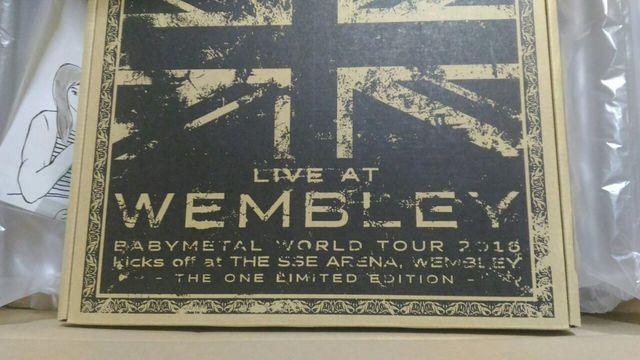 LIVE AT
WEMBLEY
BABYMETAL WORLD TOUR 2016
kicks off at THE SSE ARENA, WEMBLEY
- THE ONE LIMITED EDITION -